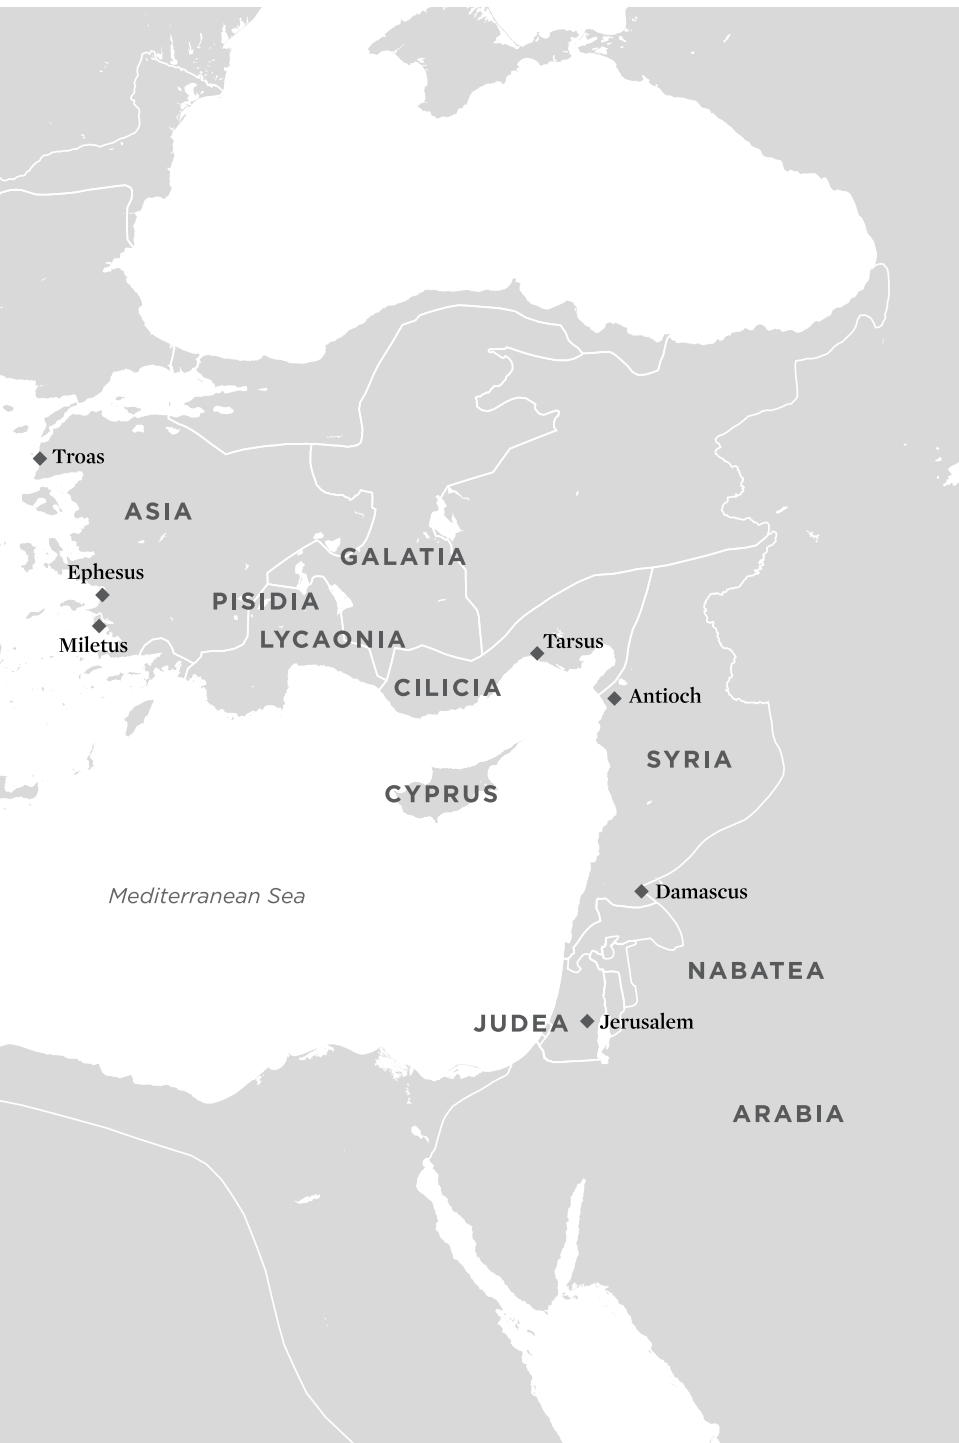 Troas
ASIA
GALATIA
Ephesus
PISIDIA
LYCAONIA
Tarsus
Miletus
CILICIA
Antioch
SYRIA
CYPRUS
Mediterranean Sea
Damascus
NABATEA
JUDEA
Jerusalem
ARABIA